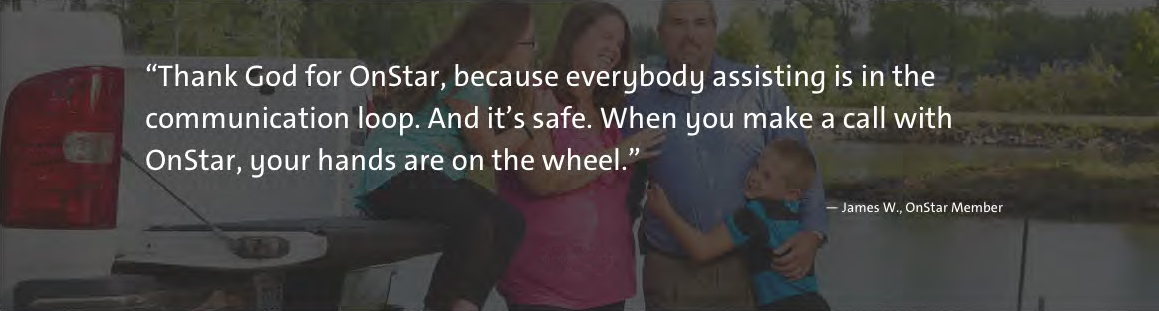 “Thank God for OnStar, because everybody assisting is in the
communication loop. And it’s safe. When you make a call with
OnStar, your hands are on the wheel.”
— James W., OnStar Member